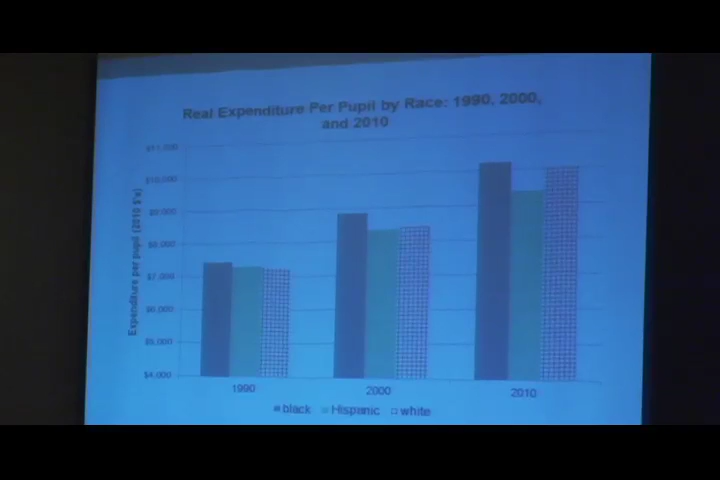 Real Expenditure Per Pupil by Race: 1990, 2000,
and 2010
Expenditure per pupil (2010 $'s)
$11,000
$10,000
$9,000
$8,000
$7,000
$6,000
$5,000
$4,000
1990 2000 2010
black Hispanic white